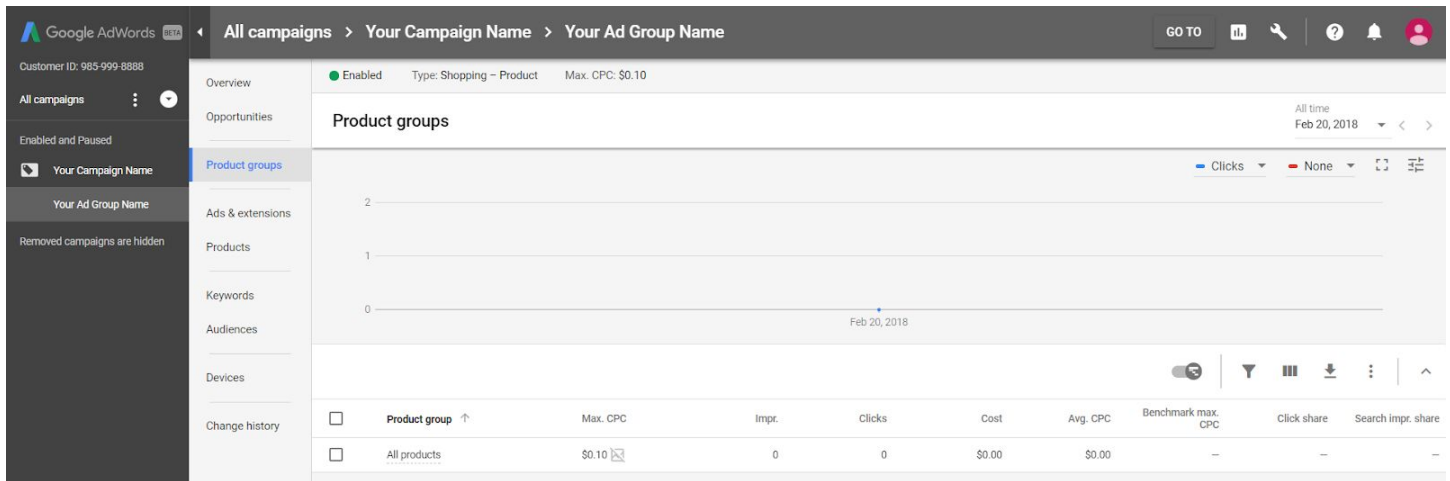 Google AdWords BETA
All campaigns > Your Campaign Name > Your Ad Group Name
GO TO
Customer ID: 985-999-8888
All campaigns
Enabled and Paused
Your Campaign Name
Your Ad Group Name
Removed campaigns are hidden
Overview
Opportunities
Product groups
Ads & extensions
Products
Keywords
Audiences
Devices
Change history
Enabled Type: Shopping – Product Max. CPC: $0.10
Product groups
All time
Feb 20, 2018
Clicks None
2
1
0
Feb 20, 2018
Product group Max. CPC Impr. Clicks Cost Avg. CPC Benchmark max. CPC Click share Search impr. share
All products $0.10 0 0 $0.00 $0.00 – – –